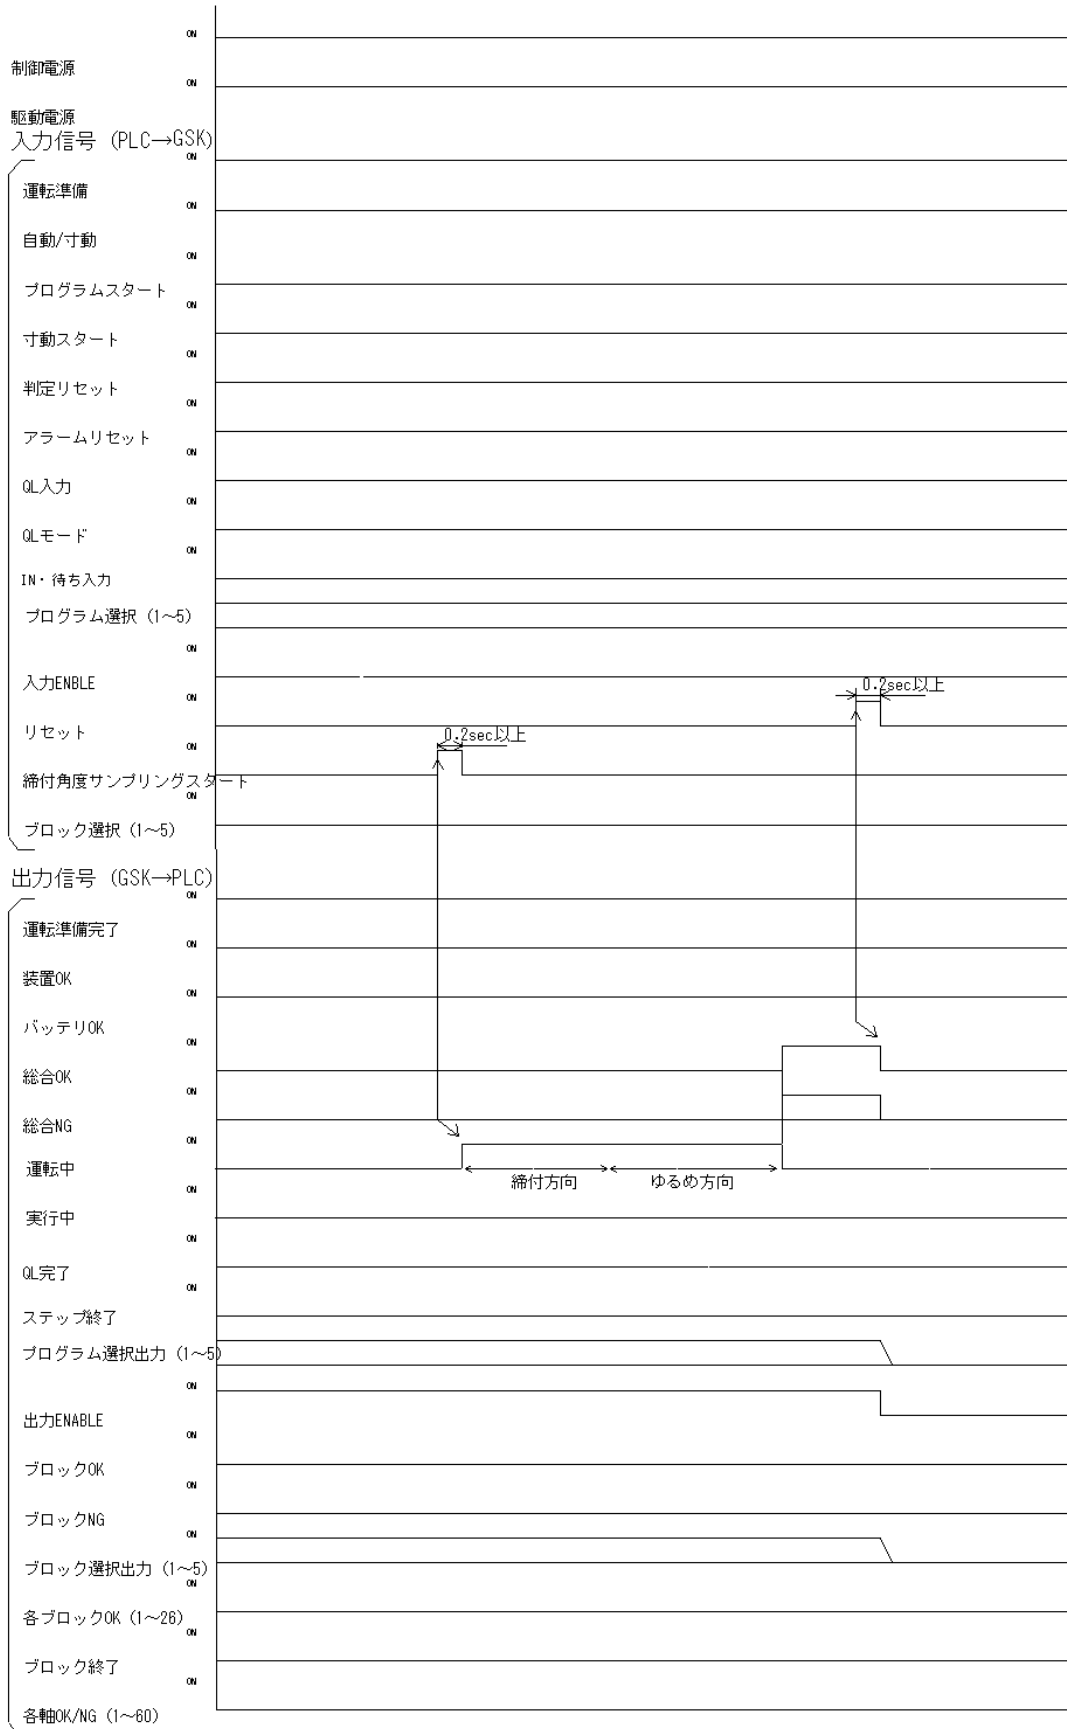 ON
制御電源
ON
駆動電源
入力信号 (PLC→GSK)
ON
運転準備
ON
自動/寸動
ON
プログラムスタート
ON
寸動スタート
ON
判定リセット
ON
アラームリセット
ON
QL入力
ON
QLモード
ON
IN・待ち入力
プログラム選択 (1～5)
ON
入力ENBLE
0.2sec以上
ON
リセット
0.2sec以上
ON
締付角度サンプリングスタート
ON
ブロック選択 (1～5)
出力信号 (GSK→PLC)
ON
運転準備完了
ON
装置OK
ON
バッテリOK
ON
総合OK
ON
総合NG
ON
運転中
締付方向 ゆるめ方向
ON
実行中
ON
QL完了
ON
ステップ終了
プログラム選択出力 (1～5)
ON
出力ENABLE
ON
ブロックOK
ON
ブロックNG
ON
ブロック選択出力 (1～5)
ON
各ブロックOK (1～26)
ON
ブロック終了
ON
各軸OK/NG (1～60)